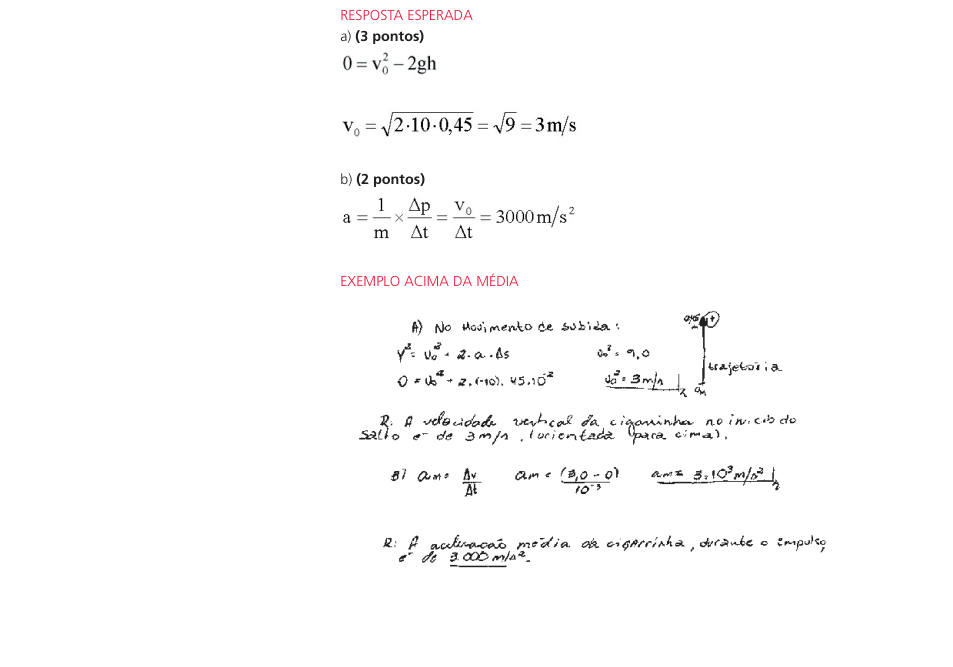 RESPOSTA ESPERADA
a) (3 pontos)
0 = v₀² − 2gh
v₀ = √2·10·0,45 = √9 = 3 m/s
b) (2 pontos)
a = 1/m × Δp/Δt = v₀/Δt = 3000 m/s²
EXEMPLO ACIMA DA MÉDIA
A) No Movimento de subida:
V² = v₀² + 2·a·Δs
v₀² = 9,0
0 = v₀² + 2.(-10).45.10⁻²
v₀² = 3 m/s
trajetória
0m
R: A velocidade vertical da cigarrinha no início do
salto é de 3 m/s, (orientada para cima).
B) am = Δv/Δt am = (3,0 - 0)/10⁻³ am = 3.10³ m/s²
R: A aceleração média da cigarrinha, durante o impulso,
é de 3.000 m/s².